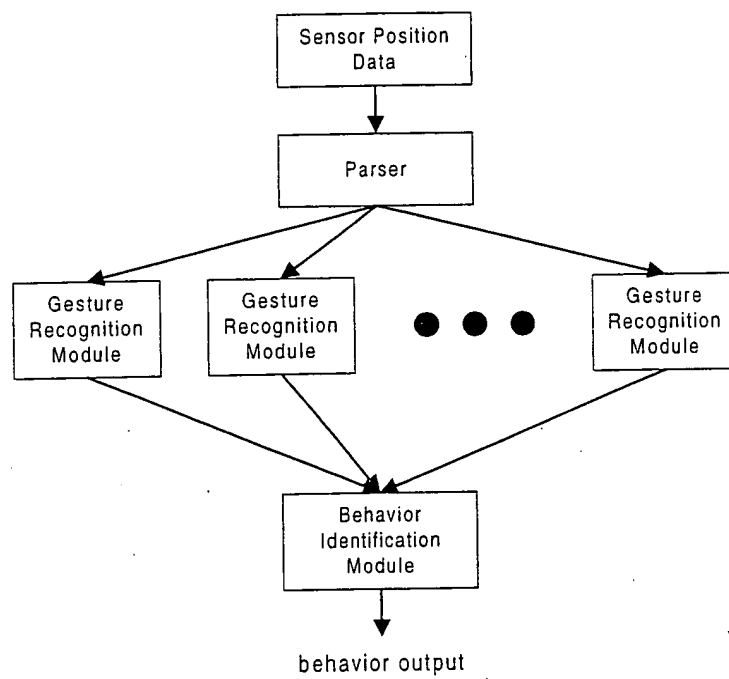 Sensor Position
Data
Parser
Gesture
Recognition
Module
Gesture
Recognition
Module
Gesture
Recognition
Module
Behavior
Identification
Module
behavior output